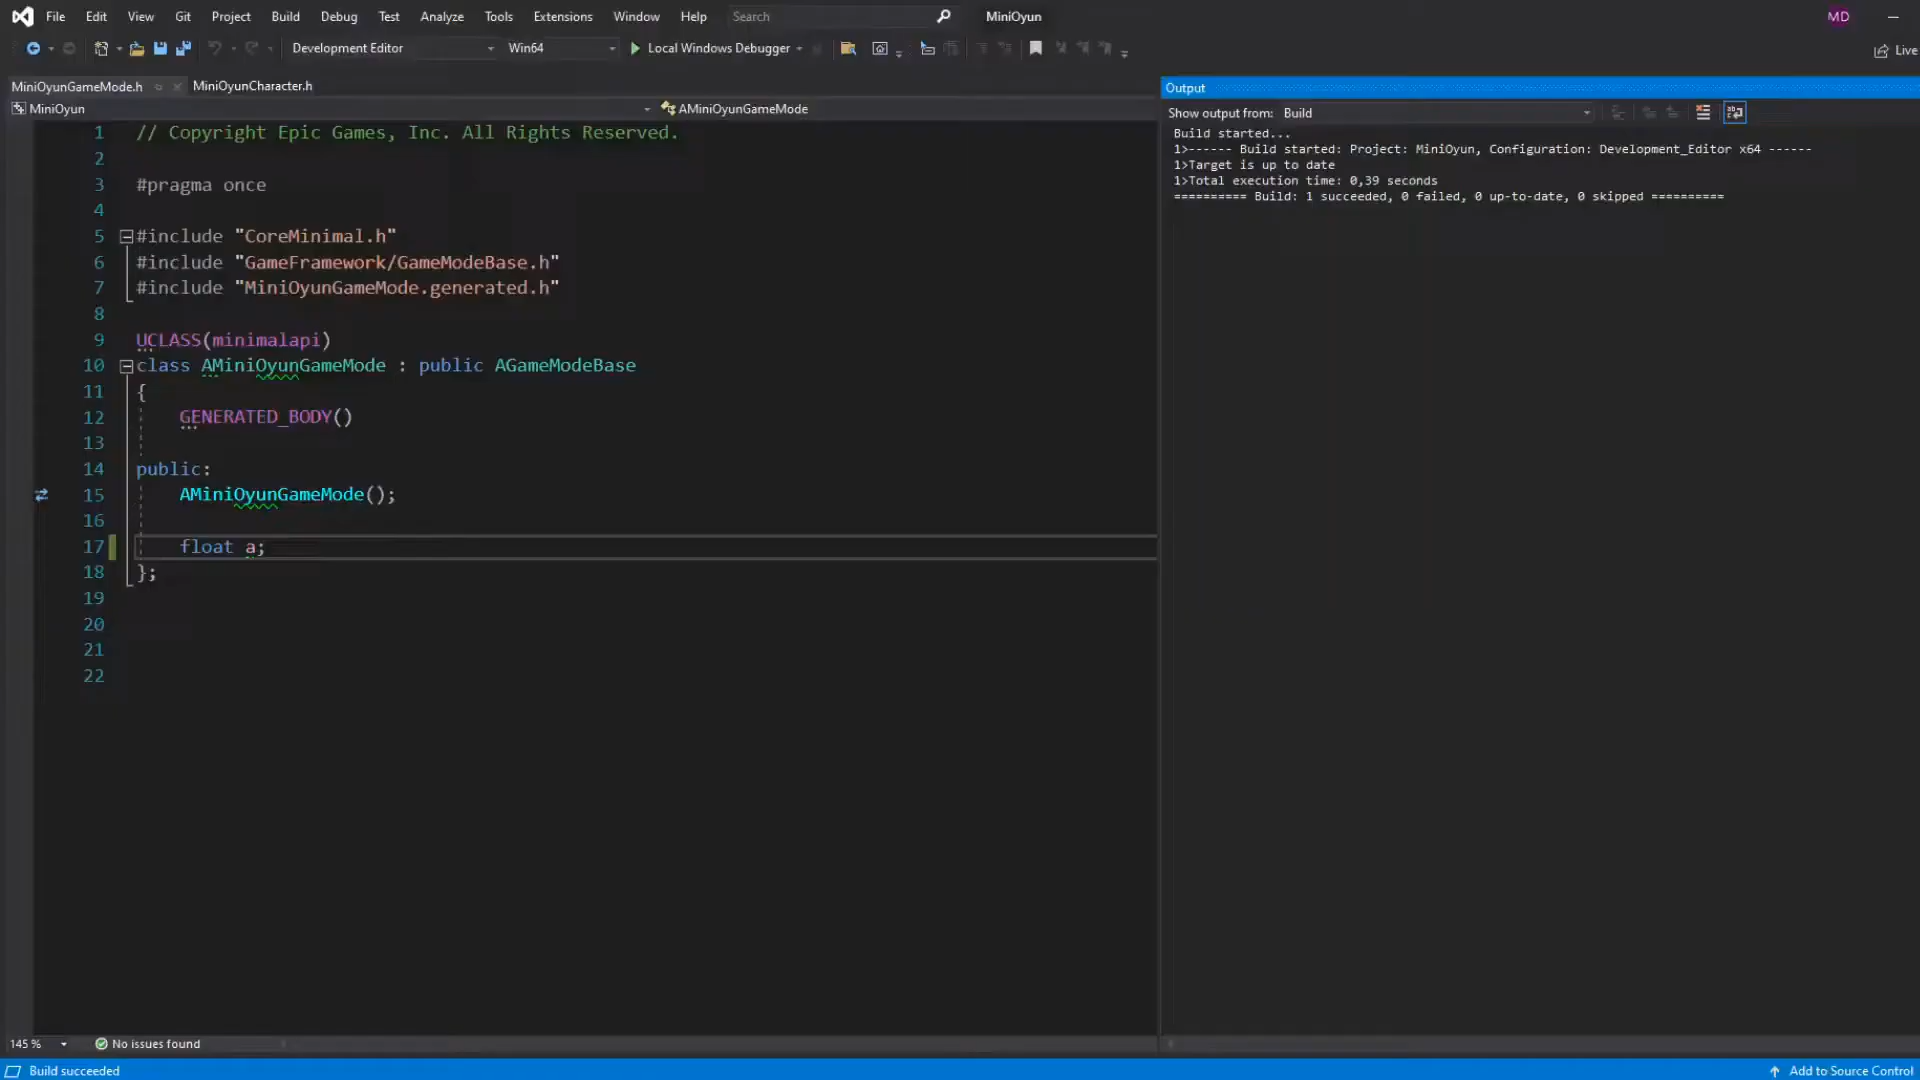 File Edit View Git Project Build Debug Test Analyze Tools Extensions Window Help Search MiniOyun MD
Development Editor Win64 Local Windows Debugger Live
MiniOyunGameMode.h MiniOyunCharacter.h
MiniOyun AMiniOyunGameMode
1 // Copyright Epic Games, Inc. All Rights Reserved.
2
3 #pragma once
4
5 #include "CoreMinimal.h"
6 #include "GameFramework/GameModeBase.h"
7 #include "MiniOyunGameMode.generated.h"
8
9 UCLASS(minimalapi)
10 class AMiniOyunGameMode : public AGameModeBase
11 {
12 GENERATED_BODY()
13
14 public:
15 AMiniOyunGameMode();
16
17 float a;
18 };
19
20
21
22
145 % No issues found
Output
Show output from: Build
Build started...
1>------ Build started: Project: MiniOyun, Configuration: Development_Editor x64 ------
1>Target is up to date
1>Total execution time: 0,39 seconds
========== Build: 1 succeeded, 0 failed, 0 up-to-date, 0 skipped ==========
Build succeeded Add to Source Control